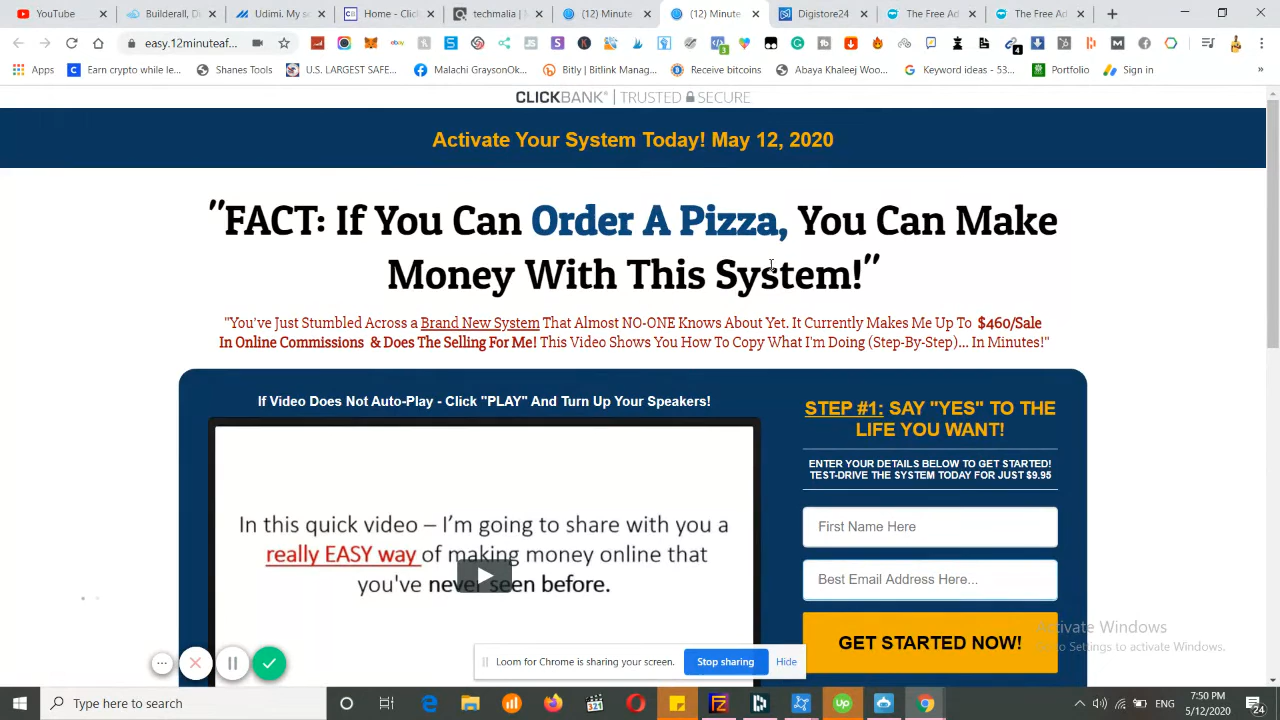 Builderall, D
Libraries an
Home - Lin
techmalia |
(12) Minute
(12) Minute
Digistore24
The Free Ad
The Ad
easy.12minuteaf...
Apps
Earn crypto while le...
Shanes Tools
U.S. LARGEST SAFE...
Malachi GraysonGok...
Bitly | Bitlink Manag...
Receive bitcoins
Abaya Khaleej Woo...
Keyword ideas - 53...
Portfolio
Sign in
»
CLICKBANK® | TRUSTED SECURE
Activate Your System Today! May 12, 2020
"FACT: If You Can Order A Pizza, You Can Make
Money With This System!"
"You've Just Stumbled Across a Brand New System That Almost NO-ONE Knows About Yet. It Currently Makes Me Up To $460/Sale
In Online Commissions & Does The Selling For Me! This Video Shows You How To Copy What I'm Doing (Step-By-Step)... In Minutes!"
If Video Does Not Auto-Play - Click "PLAY" And Turn Up Your Speakers!
In this quick video – I'm going to share with you a
really EASY way of making money online that
you've never seen before.
STEP #1: SAY "YES" TO THE
LIFE YOU WANT!
ENTER YOUR DETAILS BELOW TO GET STARTED!
TEST-DRIVE THE SYSTEM TODAY FOR JUST $9.95
First Name Here
Best Email Address Here...
GET STARTED NOW!
Activate Windows
Go to Settings to activate Windows.
Loom for Chrome is sharing your screen.
Stop sharing
Hide
Type here to search
ENG
7:50 PM
5/12/2020
24